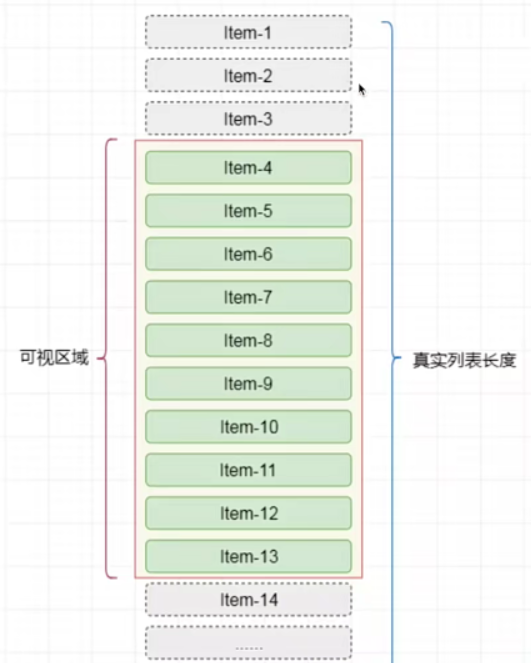 Item-1
Item-2
Item-3
Item-4
Item-5
Item-6
Item-7
可视区域
Item-8
真实列表长度
Item-9
Item-10
Item-11
Item-12
Item-13
Item-14
......